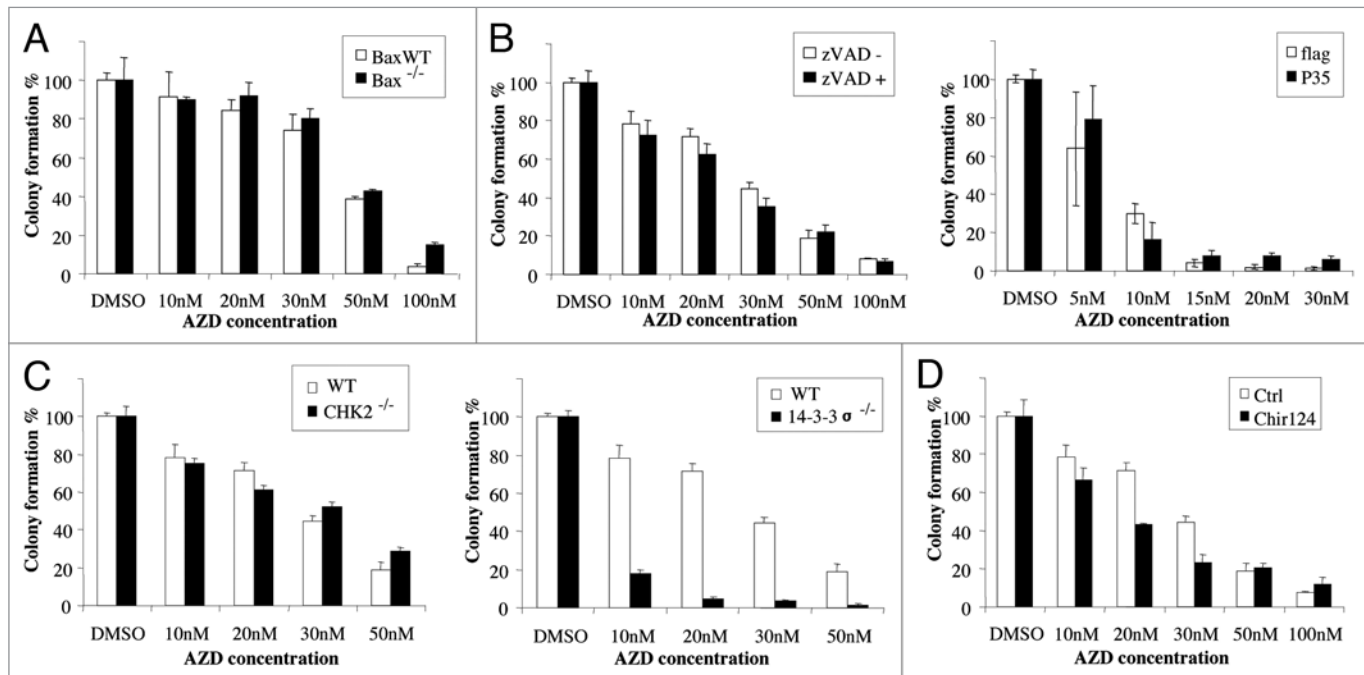 A
Colony formation %
100
80
60
40
20
0
BaxWT
Bax -/-
DMSO 10nM 20nM 30nM 50nM 100nM
AZD concentration
B
Colony formation %
100
80
60
40
20
0
zVAD -
zVAD +
DMSO 10nM 20nM 30nM 50nM 100nM
AZD concentration
Colony formation %
100
80
60
40
20
0
flag
P35
DMSO 5nM 10nM 15nM 20nM 30nM
AZD concentration
C
Colony formation %
100
80
60
40
20
0
WT
CHK2 -/-
DMSO 10nM 20nM 30nM 50nM
AZD concentration
Colony formation %
100
80
60
40
20
0
WT
14-3-3 σ -/-
DMSO 10nM 20nM 30nM 50nM
AZD concentration
D
Colony formation %
100
80
60
40
20
0
Ctrl
Chir124
DMSO 10nM 20nM 30nM 50nM 100nM
AZD concentration